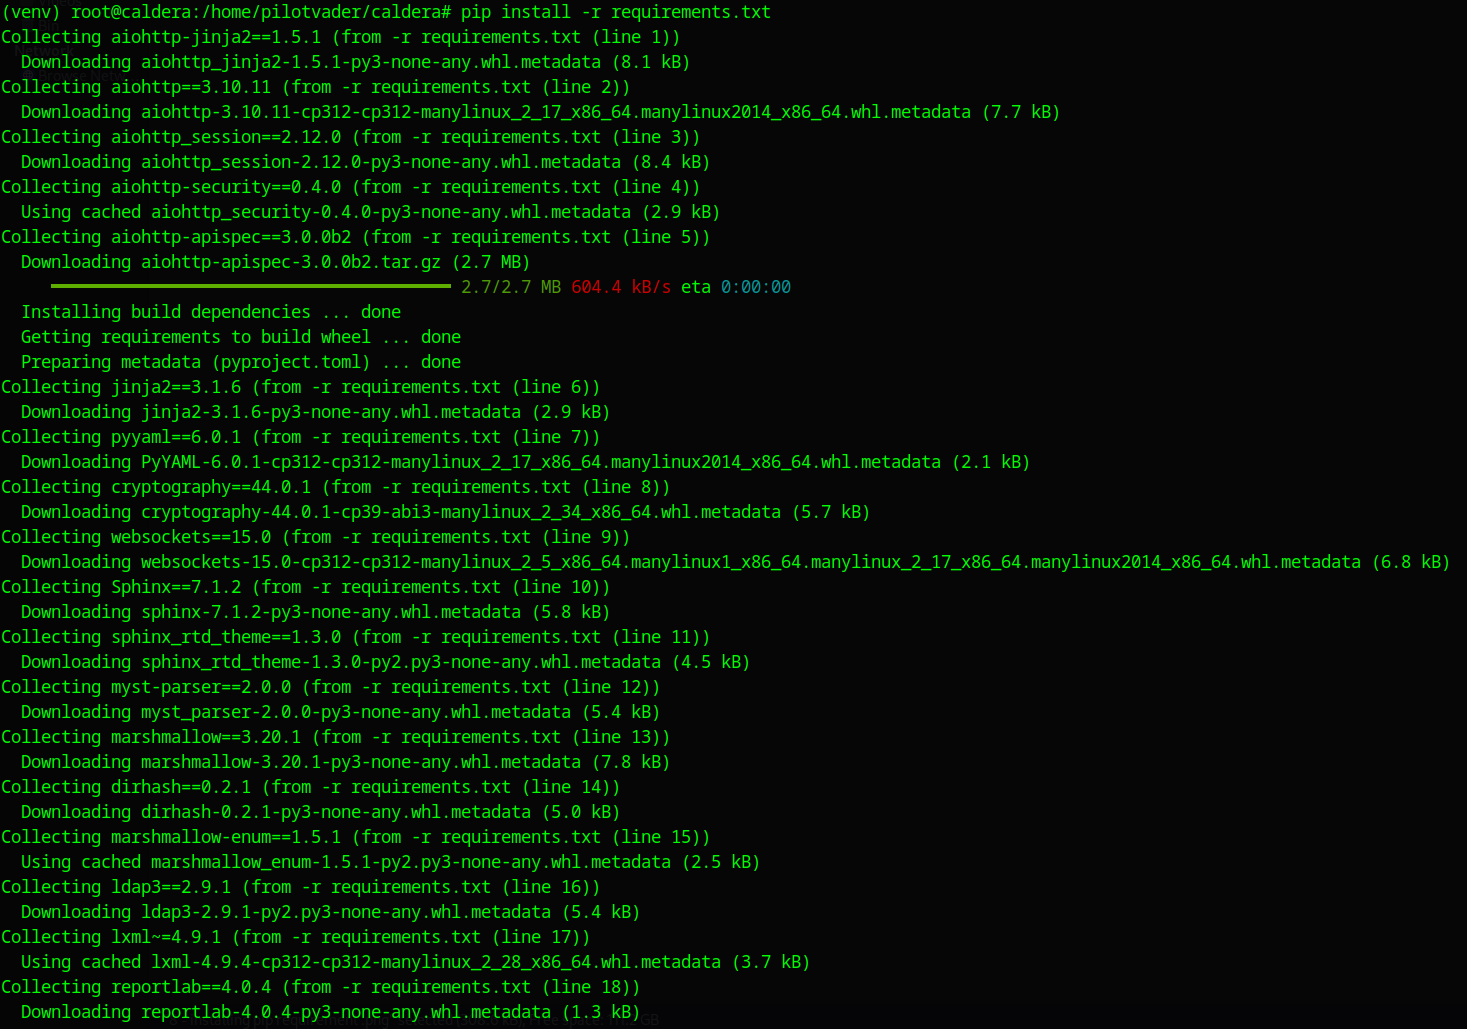 (venv) root@caldera:/home/pilotvader/caldera# pip install -r requirements.txt
Collecting aiohttp-jinja2==1.5.1 (from -r requirements.txt (line 1))
  Downloading aiohttp_jinja2-1.5.1-py3-none-any.whl.metadata (8.1 kB)
Collecting aiohttp==3.10.11 (from -r requirements.txt (line 2))
  Downloading aiohttp-3.10.11-cp312-cp312-manylinux_2_17_x86_64.manylinux2014_x86_64.whl.metadata (7.7 kB)
Collecting aiohttp_session==2.12.0 (from -r requirements.txt (line 3))
  Downloading aiohttp_session-2.12.0-py3-none-any.whl.metadata (8.4 kB)
Collecting aiohttp-security==0.4.0 (from -r requirements.txt (line 4))
  Using cached aiohttp_security-0.4.0-py3-none-any.whl.metadata (2.9 kB)
Collecting aiohttp-apispec==3.0.0b2 (from -r requirements.txt (line 5))
  Downloading aiohttp-apispec-3.0.0b2.tar.gz (2.7 MB)
     2.7/2.7 MB 604.4 kB/s eta 0:00:00
  Installing build dependencies ... done
  Getting requirements to build wheel ... done
  Preparing metadata (pyproject.toml) ... done
Collecting jinja2==3.1.6 (from -r requirements.txt (line 6))
  Downloading jinja2-3.1.6-py3-none-any.whl.metadata (2.9 kB)
Collecting pyyaml==6.0.1 (from -r requirements.txt (line 7))
  Downloading PyYAML-6.0.1-cp312-cp312-manylinux_2_17_x86_64.manylinux2014_x86_64.whl.metadata (2.1 kB)
Collecting cryptography==44.0.1 (from -r requirements.txt (line 8))
  Downloading cryptography-44.0.1-cp39-abi3-manylinux_2_34_x86_64.whl.metadata (5.7 kB)
Collecting websockets==15.0 (from -r requirements.txt (line 9))
  Downloading websockets-15.0-cp312-cp312-manylinux_2_5_x86_64.manylinux1_x86_64.manylinux_2_17_x86_64.manylinux2014_x86_64.whl.metadata (6.8 kB)
Collecting Sphinx==7.1.2 (from -r requirements.txt (line 10))
  Downloading sphinx-7.1.2-py3-none-any.whl.metadata (5.8 kB)
Collecting sphinx_rtd_theme==1.3.0 (from -r requirements.txt (line 11))
  Downloading sphinx_rtd_theme-1.3.0-py2.py3-none-any.whl.metadata (4.5 kB)
Collecting myst-parser==2.0.0 (from -r requirements.txt (line 12))
  Downloading myst_parser-2.0.0-py3-none-any.whl.metadata (5.4 kB)
Collecting marshmallow==3.20.1 (from -r requirements.txt (line 13))
  Downloading marshmallow-3.20.1-py3-none-any.whl.metadata (7.8 kB)
Collecting dirhash==0.2.1 (from -r requirements.txt (line 14))
  Downloading dirhash-0.2.1-py3-none-any.whl.metadata (5.0 kB)
Collecting marshmallow-enum==1.5.1 (from -r requirements.txt (line 15))
  Using cached marshmallow_enum-1.5.1-py2.py3-none-any.whl.metadata (2.5 kB)
Collecting ldap3==2.9.1 (from -r requirements.txt (line 16))
  Downloading ldap3-2.9.1-py2.py3-none-any.whl.metadata (5.4 kB)
Collecting lxml~=4.9.1 (from -r requirements.txt (line 17))
  Using cached lxml-4.9.4-cp312-cp312-manylinux_2_28_x86_64.whl.metadata (3.7 kB)
Collecting reportlab==4.0.4 (from -r requirements.txt (line 18))
  Downloading reportlab-4.0.4-py3-none-any.whl.metadata (1.3 kB)